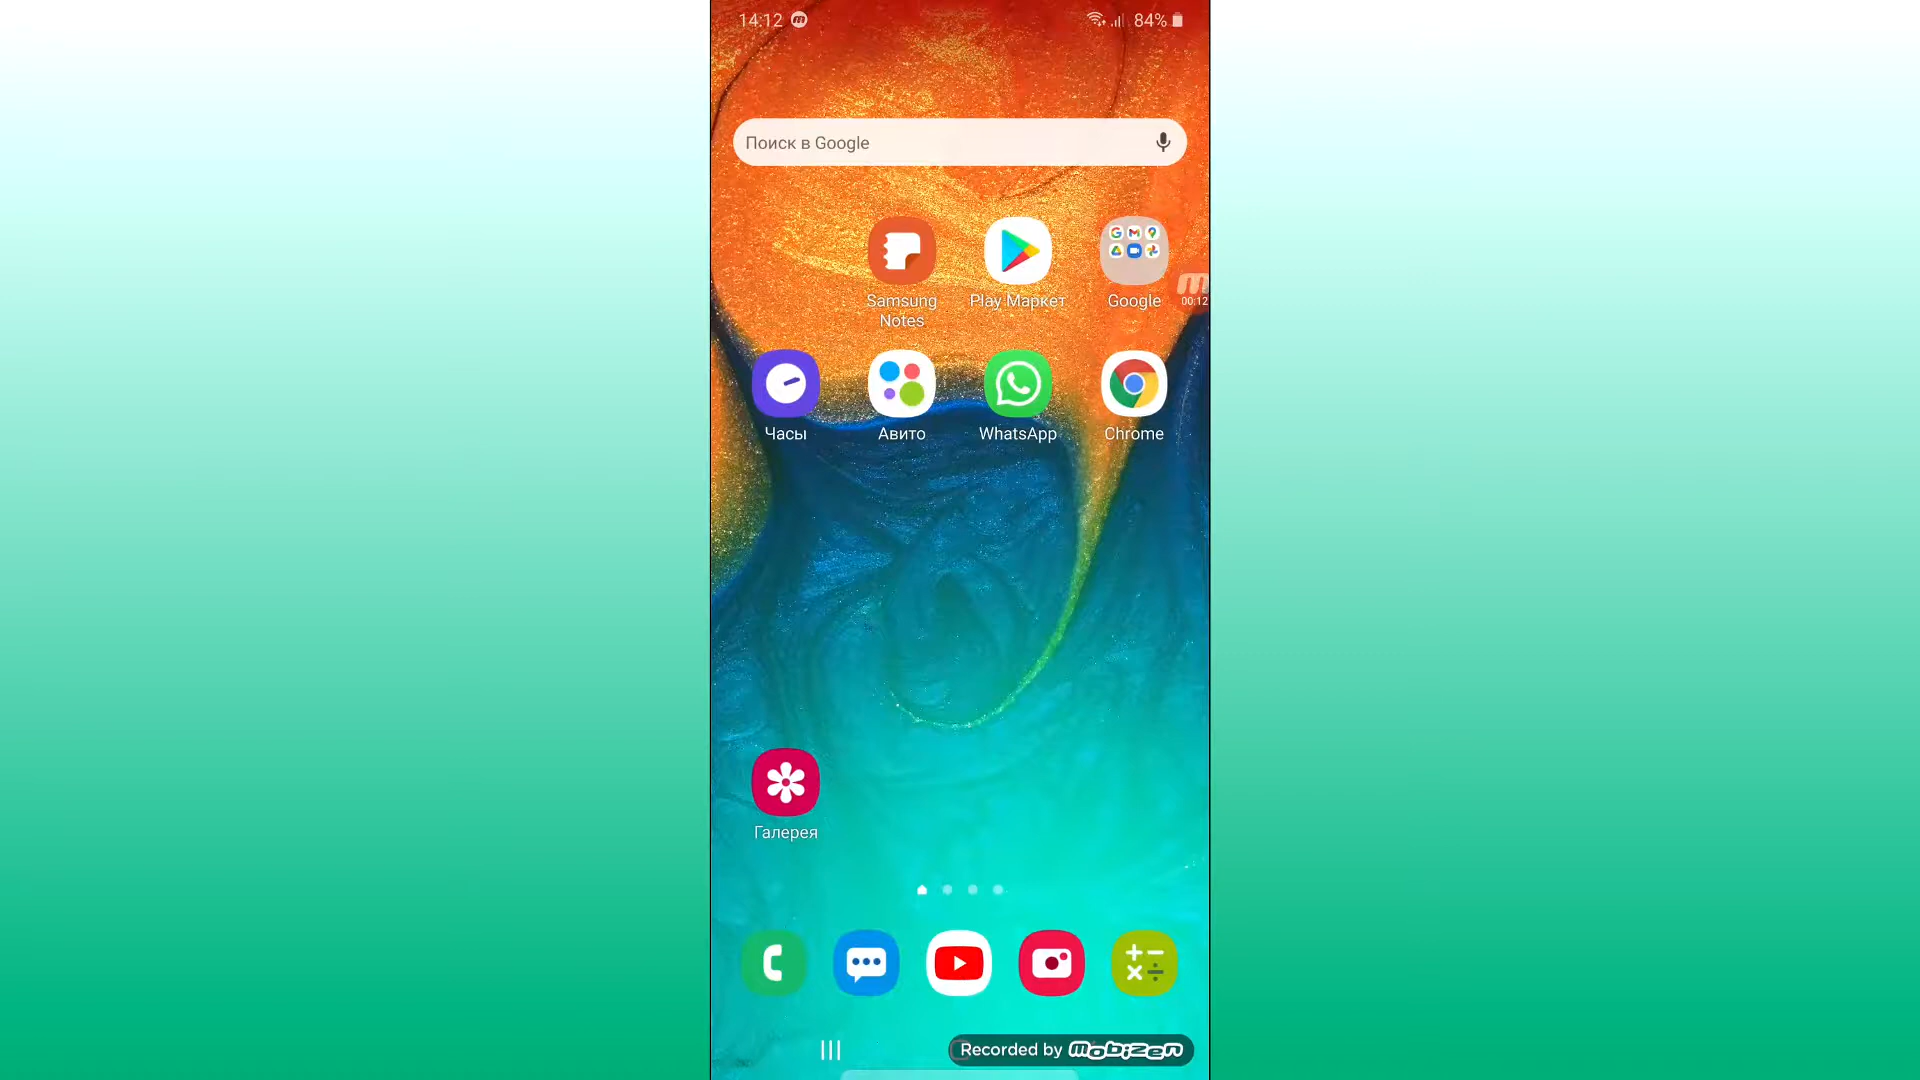 14:12
84%
Поиск в Google
Samsung
Notes
Play Маркет
Google
00:12
Часы
Авито
WhatsApp
Chrome
Галерея
Recorded by mobizen